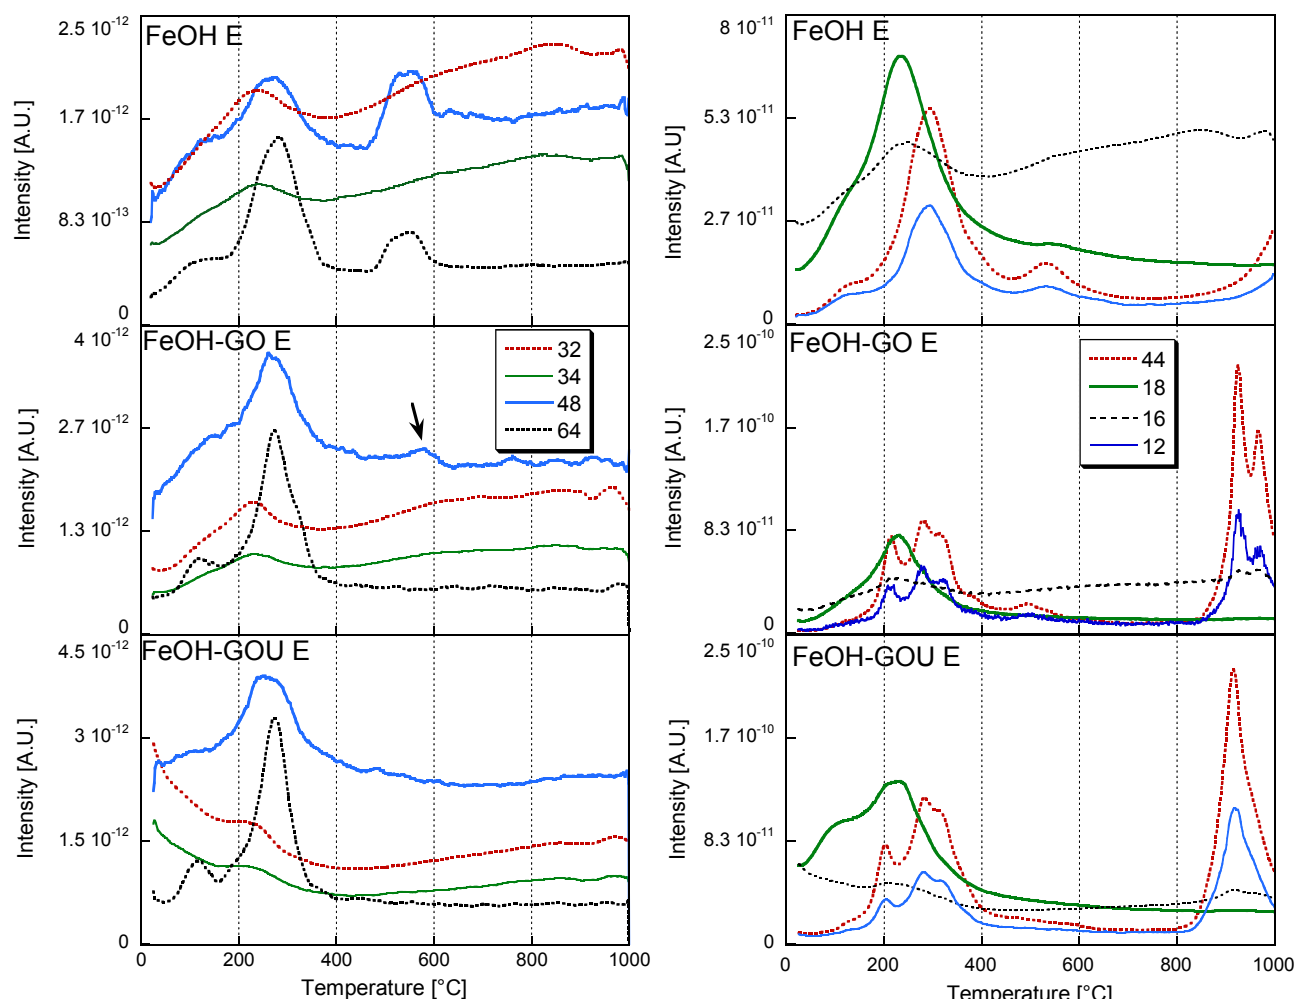 FeOH E
2.5 10⁻¹²
1.7 10⁻¹²
8.3 10⁻¹³
0
Intensity [A.U.]
FeOH-GO E
4 10⁻¹²
2.7 10⁻¹²
1.3 10⁻¹²
0
Intensity [A.U.]
32
34
48
64
FeOH-GOU E
4.5 10⁻¹²
3 10⁻¹²
1.5 10⁻¹²
0
Intensity [A.U.]
0 200 400 600 800 1000
Temperature [°C]
FeOH E
8 10⁻¹¹
5.3 10⁻¹¹
2.7 10⁻¹¹
0
Intensity [A.U]
FeOH-GO E
2.5 10⁻¹⁰
1.7 10⁻¹⁰
8.3 10⁻¹¹
0
Intensity [A.U.]
44
18
16
12
FeOH-GOU E
2.5 10⁻¹⁰
1.7 10⁻¹⁰
8.3 10⁻¹¹
0
Intensity [A.U.]
0 200 400 600 800 1000
Temperature [°C]